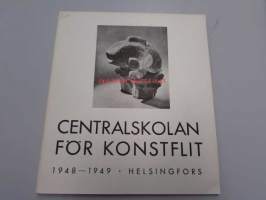 CENTRALSKOLAN
FÖR KONSTFLIT
1948—1949 · HELSINGFORS